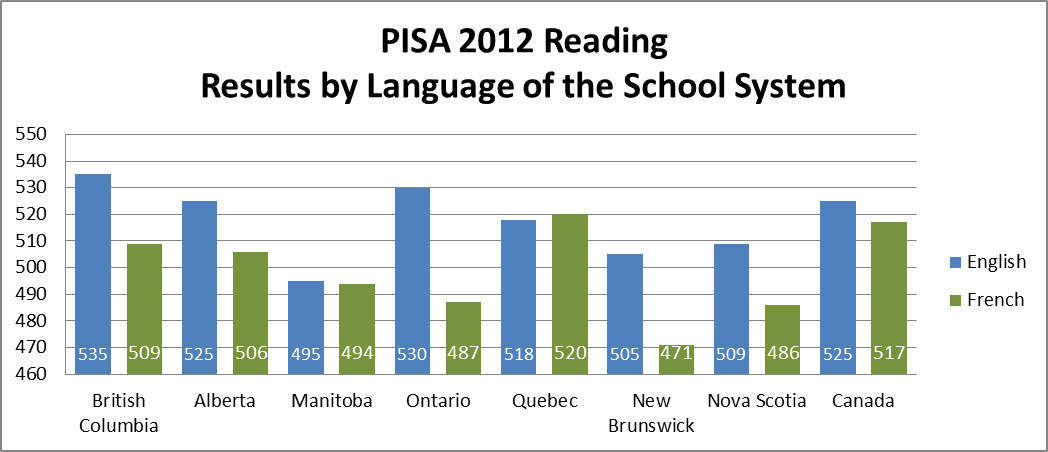 PISA 2012 Reading
Results by Language of the School System
550
540
530
520
510
500
490
480
470
460
535 509 525 506 495 494 530 487 518 520 505 471 509 486 525 517
British Columbia
Alberta
Manitoba
Ontario
Quebec
New Brunswick
Nova Scotia
Canada
English
French